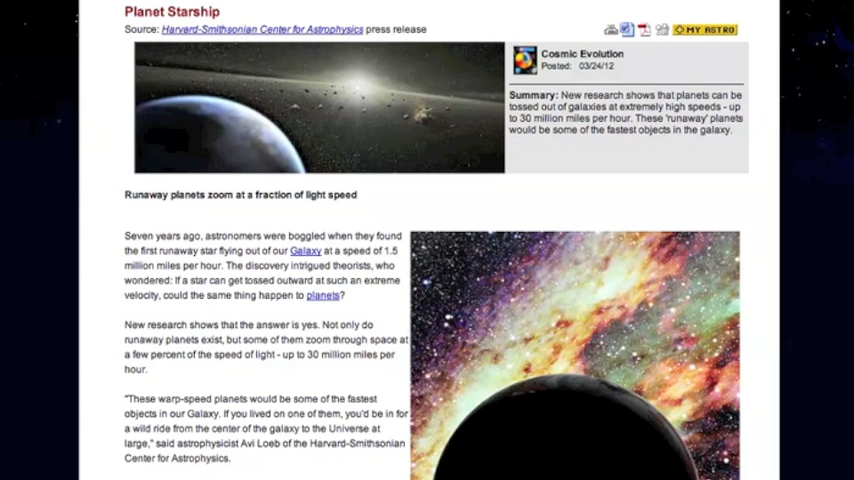 Planet Starship
Source: Harvard-Smithsonian Center for Astrophysics press release
MY ASTRO
Cosmic Evolution
Posted: 03/24/12
Summary: New research shows that planets can be
tossed out of galaxies at extremely high speeds - up
to 30 million miles per hour. These 'runaway' planets
would be some of the fastest objects in the galaxy.
Runaway planets zoom at a fraction of light speed
Seven years ago, astronomers were boggled when they found
the first runaway star flying out of our Galaxy at a speed of 1.5
million miles per hour. The discovery intrigued theorists, who
wondered: If a star can get tossed outward at such an extreme
velocity, could the same thing happen to planets?
New research shows that the answer is yes. Not only do
runaway planets exist, but some of them zoom through space at
a few percent of the speed of light - up to 30 million miles per
hour.
"These warp-speed planets would be some of the fastest
objects in our Galaxy. If you lived on one of them, you'd be in for
a wild ride from the center of the galaxy to the Universe at
large," said astrophysicist Avi Loeb of the Harvard-Smithsonian
Center for Astrophysics.